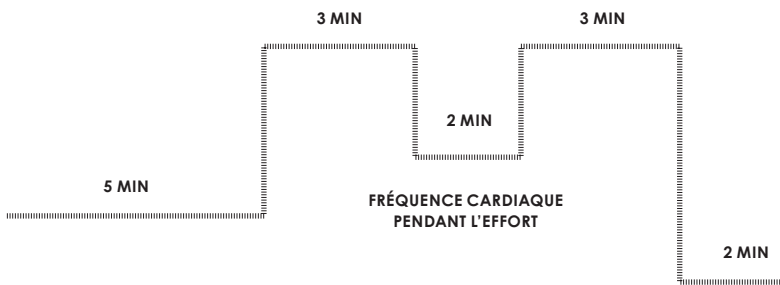 3 MIN
3 MIN
2 MIN
5 MIN
FRÉQUENCE CARDIAQUE
PENDANT L’EFFORT
2 MIN